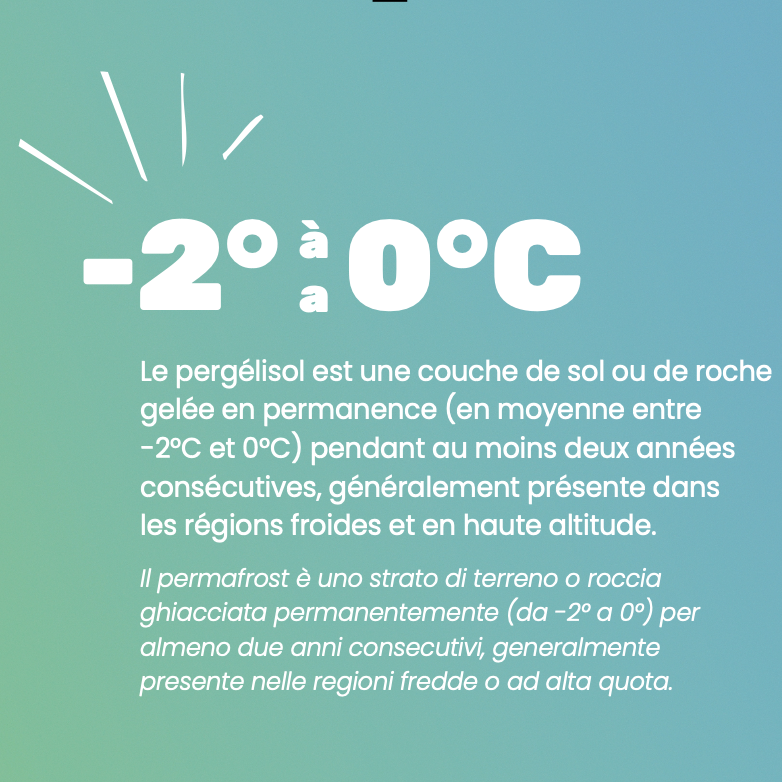 -2° à 0°C
a
Le pergélisol est une couche de sol ou de roche
gelée en permanence (en moyenne entre
-2°C et 0°C) pendant au moins deux années
consécutives, généralement présente dans
les régions froides et en haute altitude.
Il permafrost è uno strato di terreno o roccia
ghiacciata permanentemente (da -2° a 0°) per
almeno due anni consecutivi, generalmente
presente nelle regioni fredde o ad alta quota.